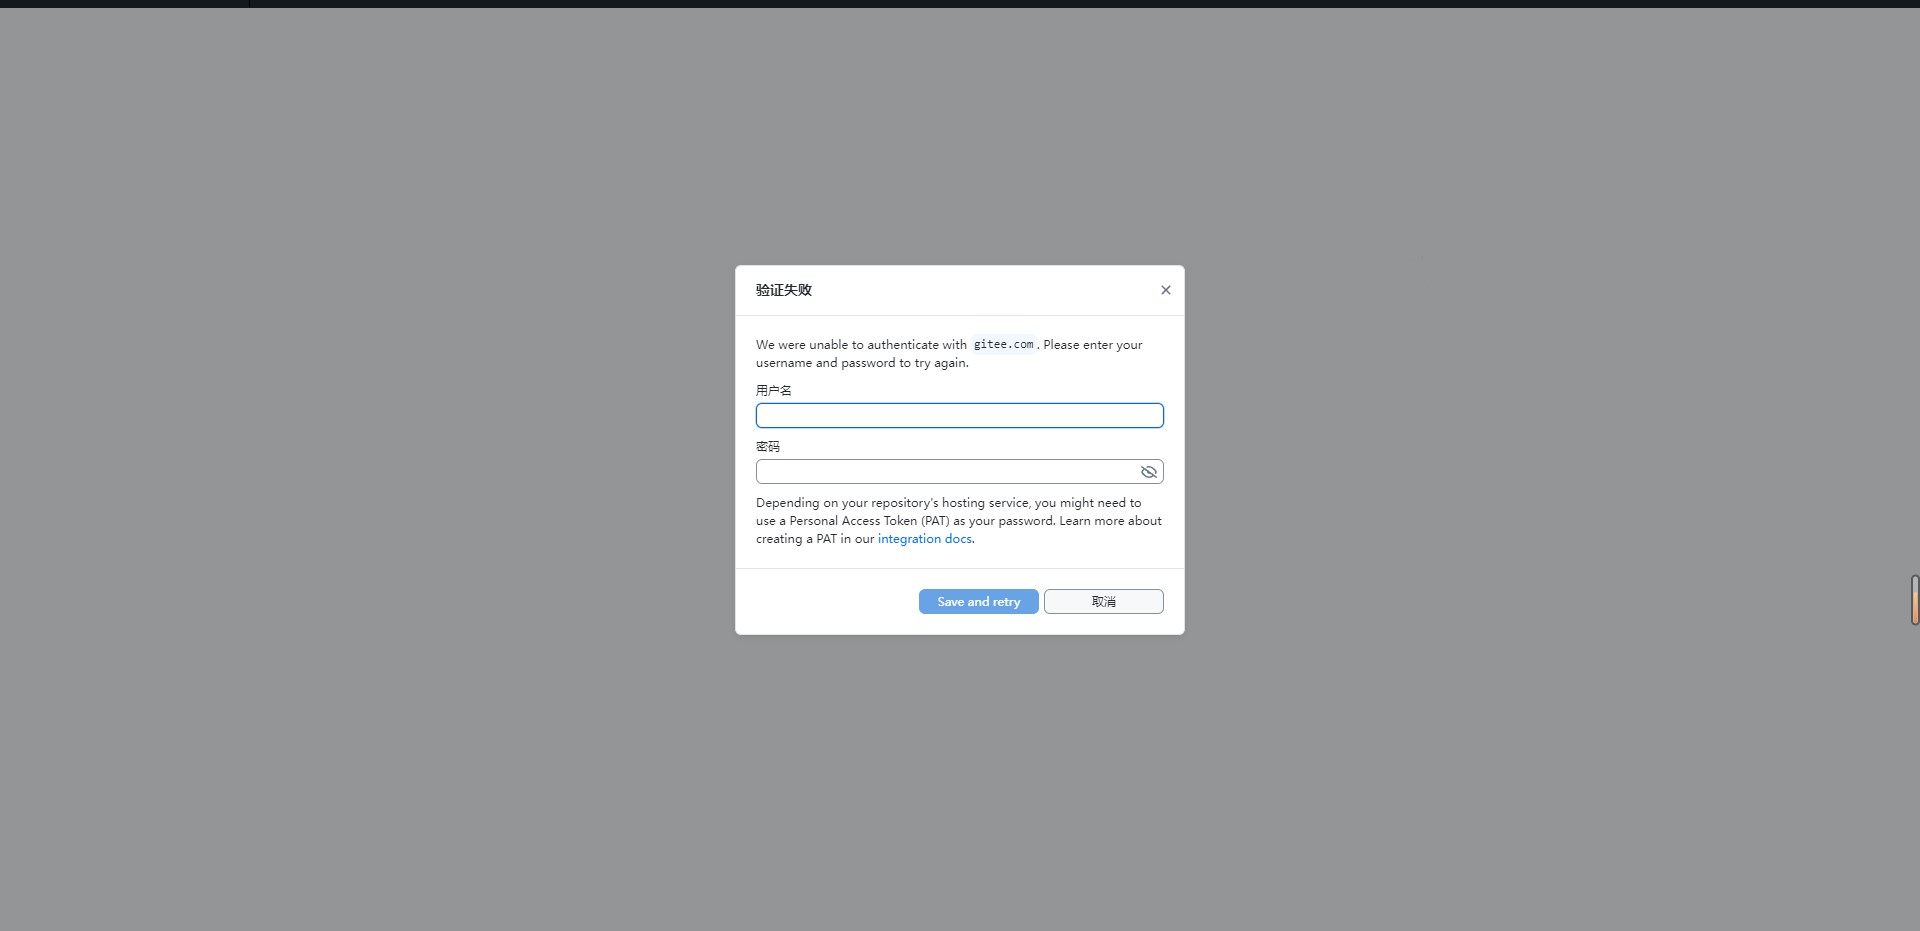 验证失败
We were unable to authenticate with gitee.com. Please enter your
username and password to try again.
用户名
密码
Depending on your repository's hosting service, you might need to
use a Personal Access Token (PAT) as your password. Learn more about
creating a PAT in our integration docs.
Save and retry 取消